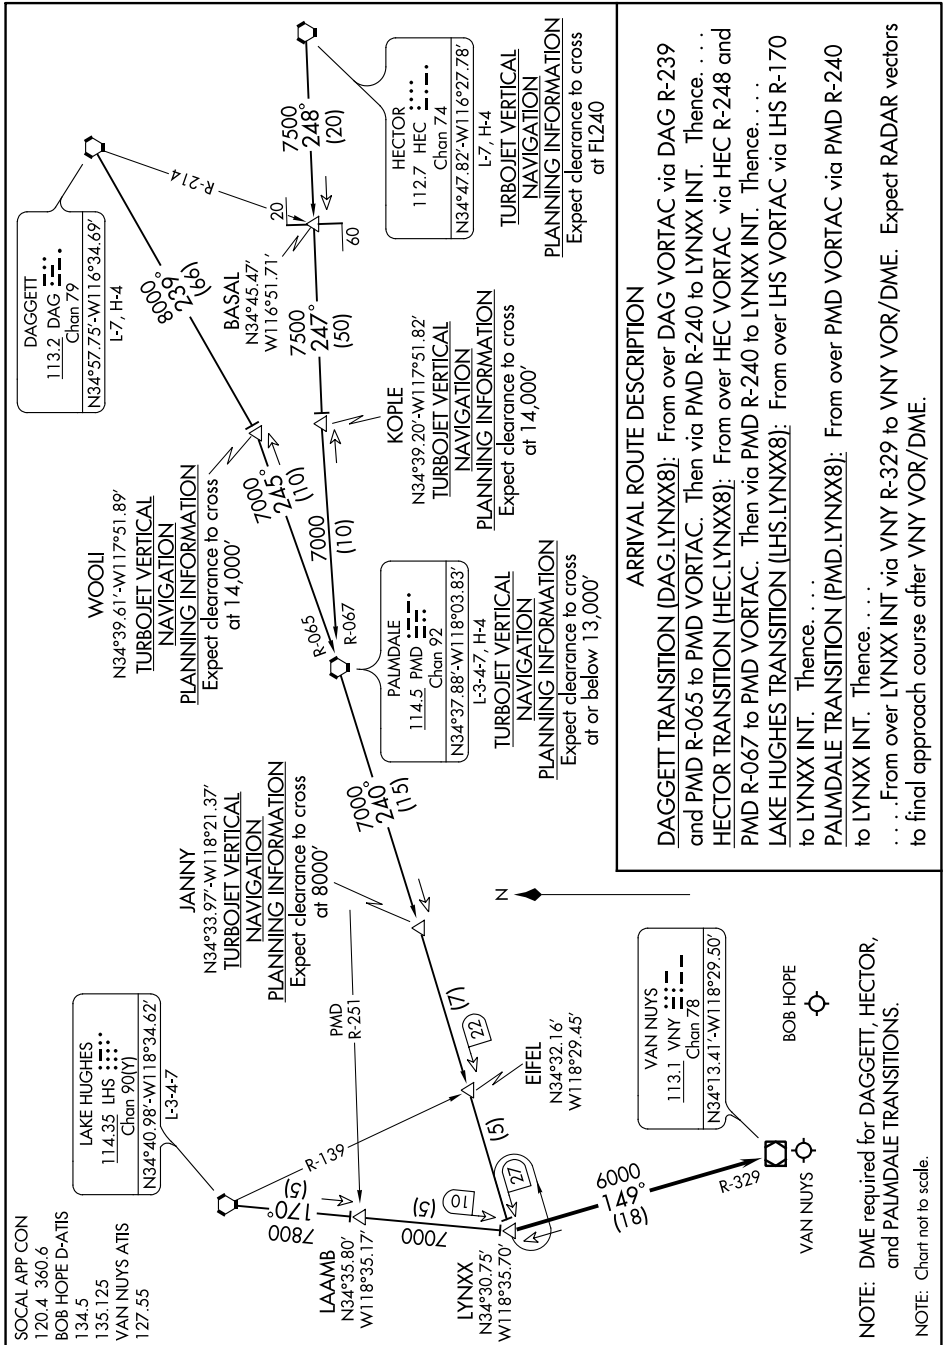 SOCAL APP CON
120.4 360.6
BOB HOPE D-ATIS
134.5
135.125
VAN NUYS ATIS
127.55
LAKE HUGHES
114.35 LHS
Chan 90(Y)
N34°40.98'-W118°34.62'
L-3-4-7
JANNY
N34°33.97'-W118°21.37'
TURBOJET VERTICAL
NAVIGATION
PLANNING INFORMATION
Expect clearance to cross
at 8000'
WOOLI
N34°39.61'-W117°51.89'
TURBOJET VERTICAL
NAVIGATION
PLANNING INFORMATION
Expect clearance to cross
at 14,000'
DAGGETT
113.2 DAG
Chan 79
N34°57.75'-W116°34.69'
L-7, H-4
8000
239°
(66)
R-214
BASAL
N34°45.47'
W116°51.71'
20
60
7500
248°
(20)
HECTOR
112.7 HEC
Chan 74
N34°47.82'-W116°27.78'
L-7, H-4
TURBOJET VERTICAL
NAVIGATION
PLANNING INFORMATION
Expect clearance to cross
at Fl240
7500
247°
(50)
KOPLE
N34°39.20'-W117°51.82'
TURBOJET VERTICAL
NAVIGATION
PLANNING INFORMATION
Expect clearance to cross
at 14,000'
7000
245°
(10)
7000
(10)
R-065
R-067
PALMDALE
114.5 PMD
Chan 92
N34°37.88'-W118°03.83'
L-3-4-7, H-4
TURBOJET VERTICAL
NAVIGATION
PLANNING INFORMATION
Expect clearance to cross
at or below 13,000'
7000
240°
(15)
PMD
R-251
(7)
22
EIFEL
N34°32.16'
W118°29.45'
R-139
(5)
170°
7800
LAAMB
N34°35.80'
W118°35.17'
(5)
7000
10
(5)
27
LYNXX
N34°30.75'
W118°35.70'
6000
149°
(18)
R-329
VAN NUYS
113.1 VNY
Chan 78
N34°13.41'-W118°29.50'
N
BOB HOPE
VAN NUYS
NOTE: DME required for DAGGETT, HECTOR,
and PALMDALE TRANSITIONS.
NOTE: Chart not to scale.
ARRIVAL ROUTE DESCRIPTION
DAGGETT TRANSITION (DAG.LYNXX8): From over DAG VORTAC via DAG R-239
and PMD R-065 to PMD VORTAC. Then via PMD R-240 to LYNXX INT. Thence. . . .
HECTOR TRANSITION (HEC.LYNXX8): From over HEC VORTAC via HEC R-248 and
PMD R-067 to PMD VORTAC. Then via PMD R-240 to LYNXX INT. Thence. . . .
LAKE HUGHES TRANSITION (LHS.LYNXX8): From over LHS VORTAC via LHS R-170
to LYNXX INT. Thence. . . .
PALMDALE TRANSITION (PMD.LYNXX8): From over PMD VORTAC via PMD R-240
to LYNXX INT. Thence. . . .
. . . .From over LYNXX INT via VNY R-329 to VNY VOR/DME. Expect RADAR vectors
to final approach course after VNY VOR/DME.